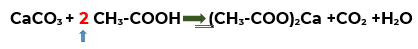 CaCO₃ + 2 CH₃-COOH → (CH₃-COO)₂Ca +CO₂ +H₂O